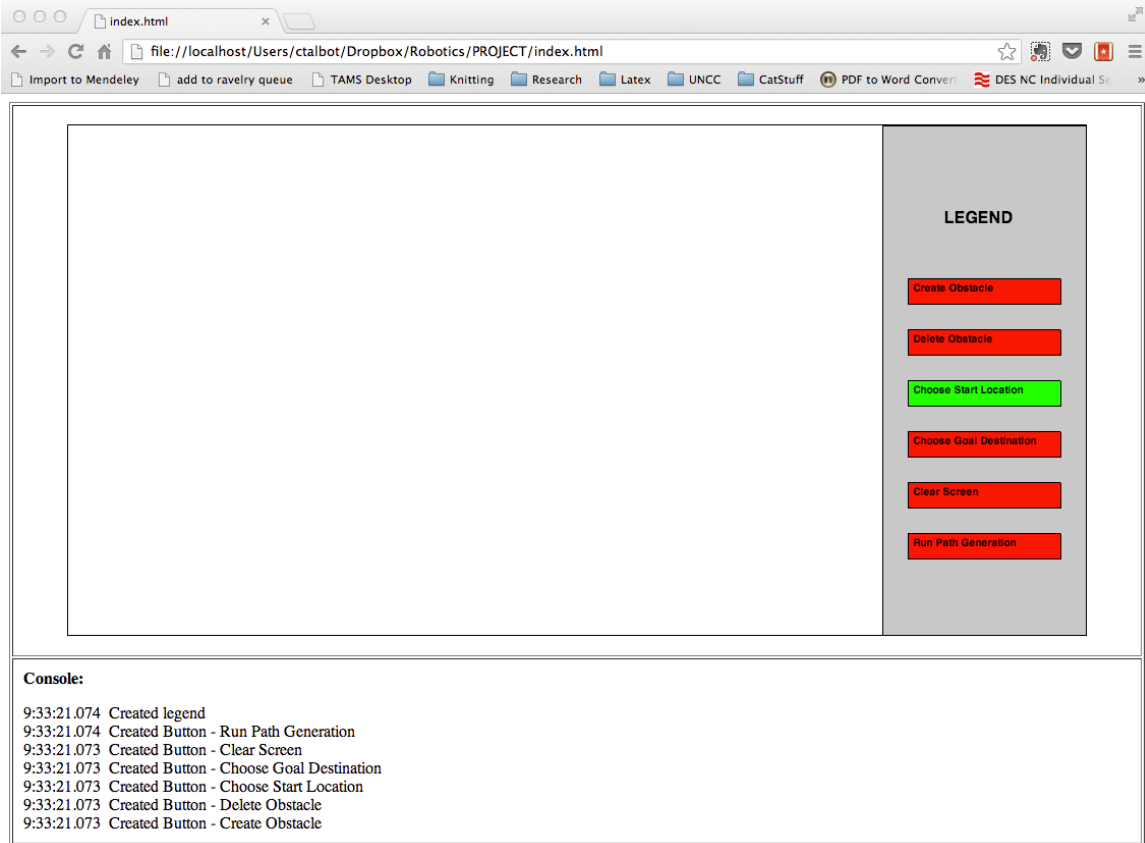 index.html
file://localhost/Users/ctalbot/Dropbox/Robotics/PROJECT/index.html
Import to Mendeley add to ravelry queue TAMS Desktop Knitting Research Latex UNCC CatStuff PDF to Word Convert DES NC Individual Se »
LEGEND
Create Obstacle
Delete Obstacle
Choose Start Location
Choose Goal Destination
Clear Screen
Run Path Generation
Console:
9:33:21.074 Created legend
9:33:21.074 Created Button - Run Path Generation
9:33:21.073 Created Button - Clear Screen
9:33:21.073 Created Button - Choose Goal Destination
9:33:21.073 Created Button - Choose Start Location
9:33:21.073 Created Button - Delete Obstacle
9:33:21.073 Created Button - Create Obstacle